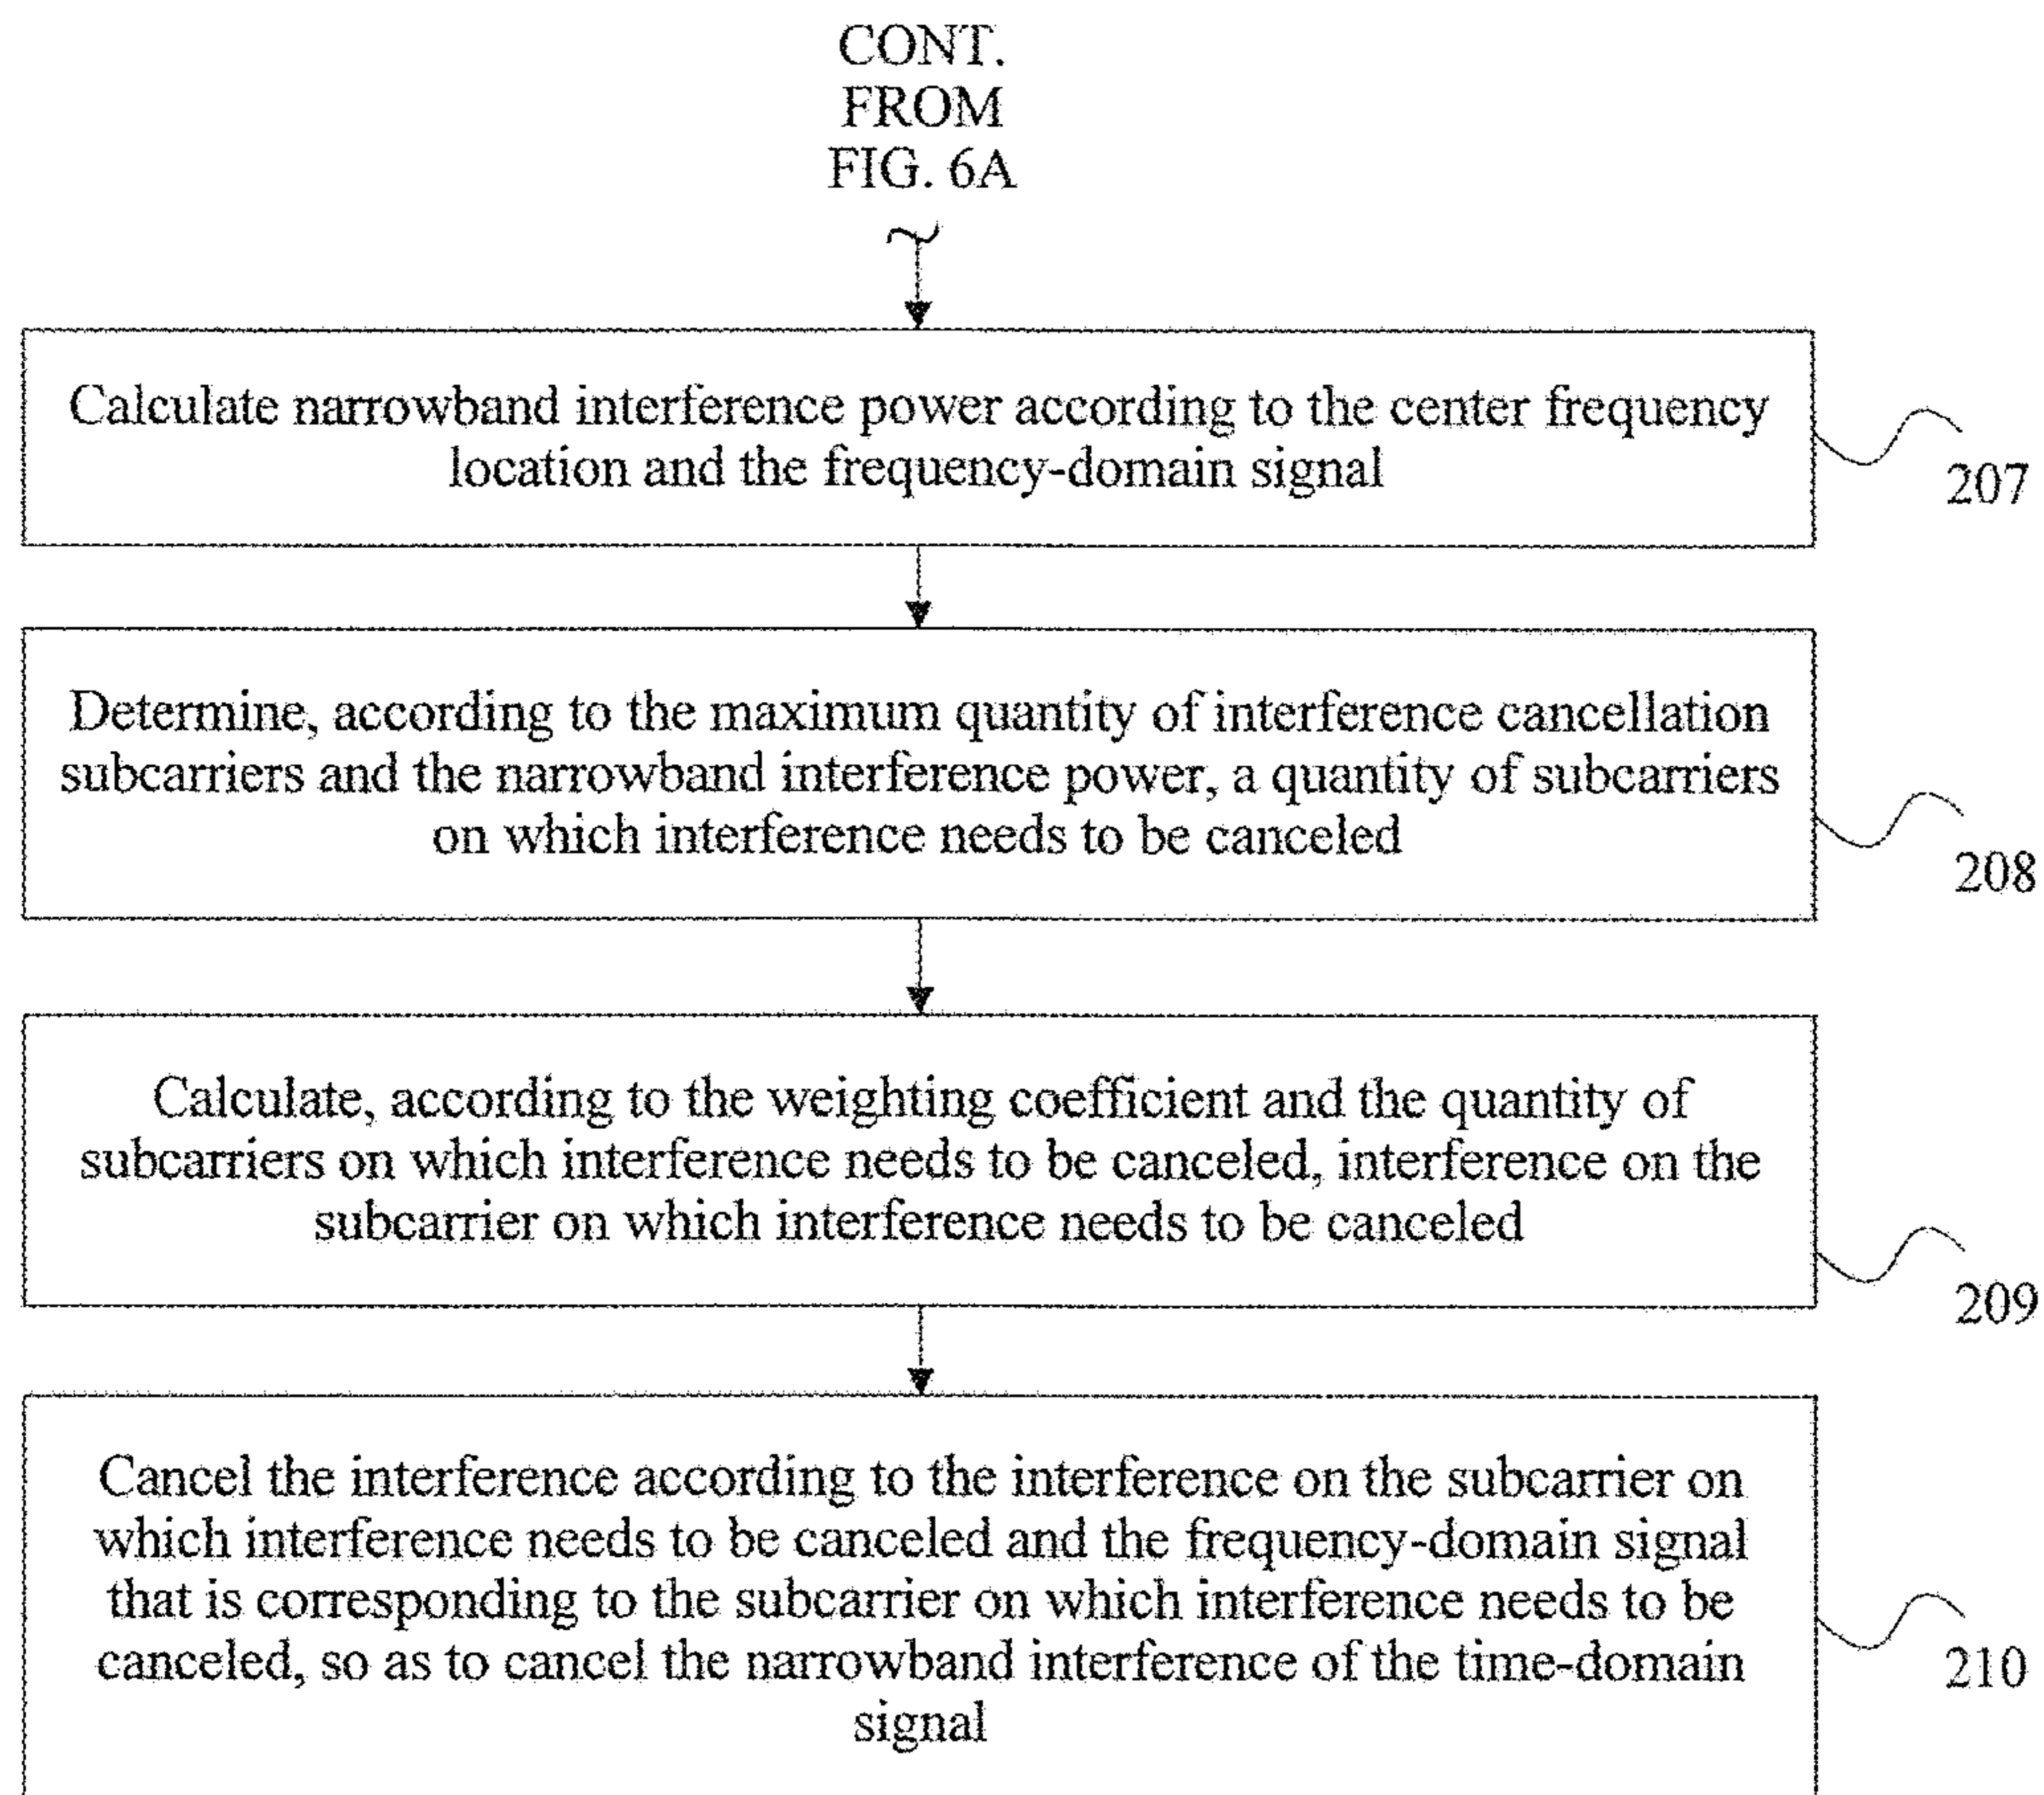 CONT.
FROM
FIG. 6A
Calculate narrowband interference power according to the center frequency
location and the frequency-domain signal
207
Determine, according to the maximum quantity of interference cancellation
subcarriers and the narrowband interference power, a quantity of subcarriers
on which interference needs to be canceled
208
Calculate, according to the weighting coefficient and the quantity of
subcarriers on which interference needs to be canceled, interference on the
subcarrier on which interference needs to be canceled
209
Cancel the interference according to the interference on the subcarrier on
which interference needs to be canceled and the frequency-domain signal
that is corresponding to the subcarrier on which interference needs to be
canceled, so as to cancel the narrowband interference of the time-domain
signal
210